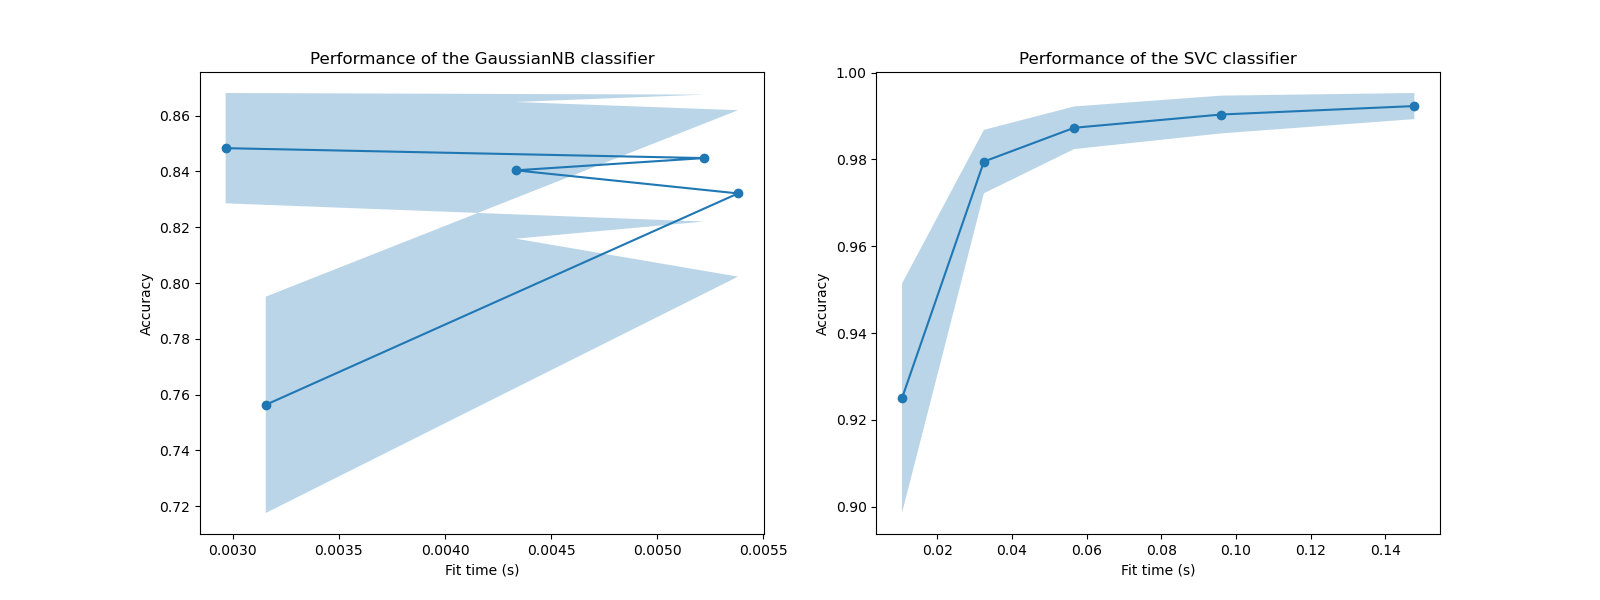 Performance of the GaussianNB classifier
Accuracy
0.86
0.84
0.82
0.80
0.78
0.76
0.74
0.72
0.0030 0.0035 0.0040 0.0045 0.0050 0.0055
Fit time (s)
Performance of the SVC classifier
Accuracy
1.00
0.98
0.96
0.94
0.92
0.90
0.02 0.04 0.06 0.08 0.10 0.12 0.14
Fit time (s)